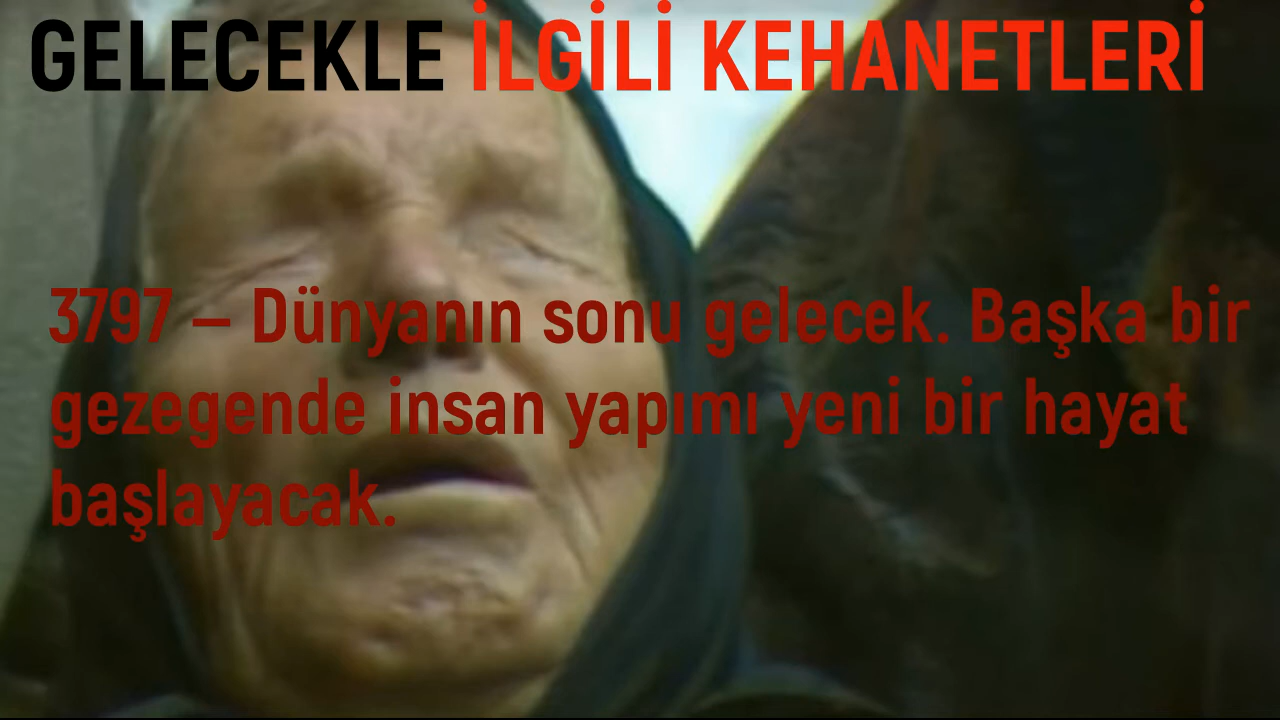 GELECEKLE İLGİLİ KEHANETLERİ
3797 – Dünyanın sonu gelecek. Başka bir
gezegende insan yapımı yeni bir hayat
başlayacak.